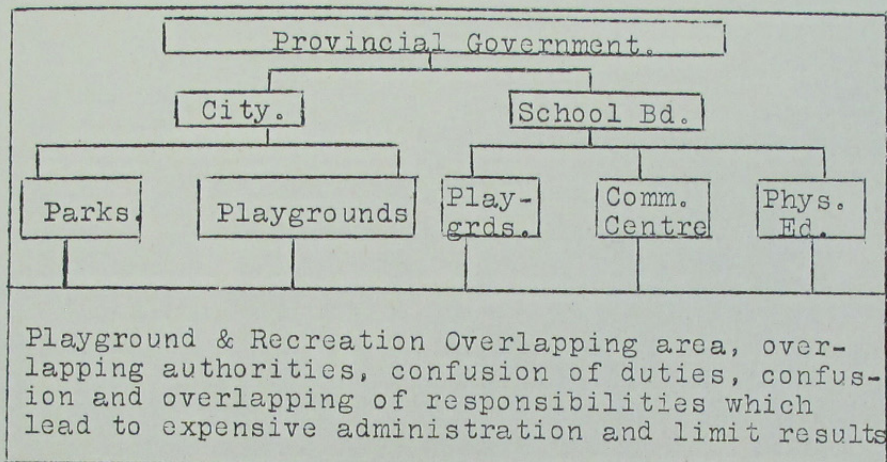 Provincial Government.
City.
School Bd.
Parks.
Playgrounds
Play-
grds.
Comm.
Centre
Phys.
Ed.
Playground & Recreation Overlapping area, over-
lapping authorities, confusion of duties, confus-
ion and overlapping of responsibilities which
lead to expensive administration and limit results